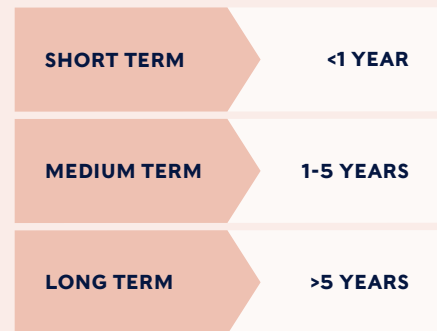 SHORT TERM <1 YEAR
MEDIUM TERM 1-5 YEARS
LONG TERM >5 YEARS